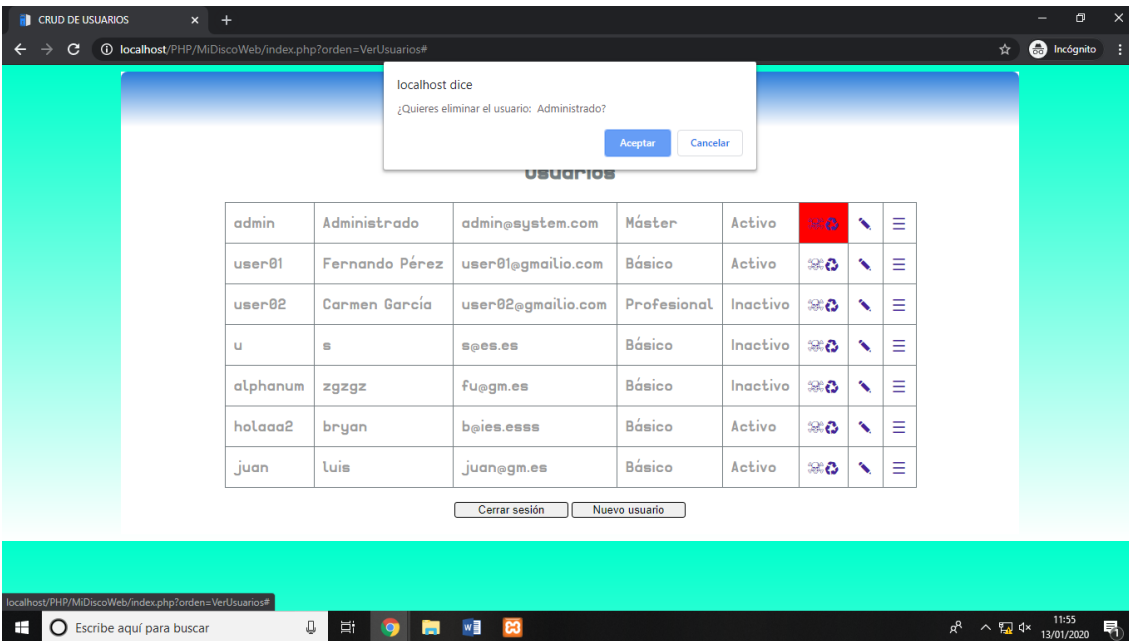 CRUD DE USUARIOS
localhost/PHP/MiDiscoWeb/index.php?orden=VerUsuarios#
Incógnito
localhost dice
¿Quieres eliminar el usuario: Administrado?
Aceptar Cancelar
Usuarios
admin Administrado admin@system.com Máster Activo
user01 Fernando Pérez user01@gmailio.com Básico Activo
user02 Carmen García user02@gmailio.com Profesional Inactivo
u s s@es.es Básico Inactivo
alphanum zgzgz fu@gm.es Básico Inactivo
holaaa2 bryan b@ies.esss Básico Activo
juan luis juan@gm.es Básico Activo
Cerrar sesión Nuevo usuario
localhost/PHP/MiDiscoWeb/index.php?orden=VerUsuarios#
Escribe aquí para buscar
11:55
13/01/2020